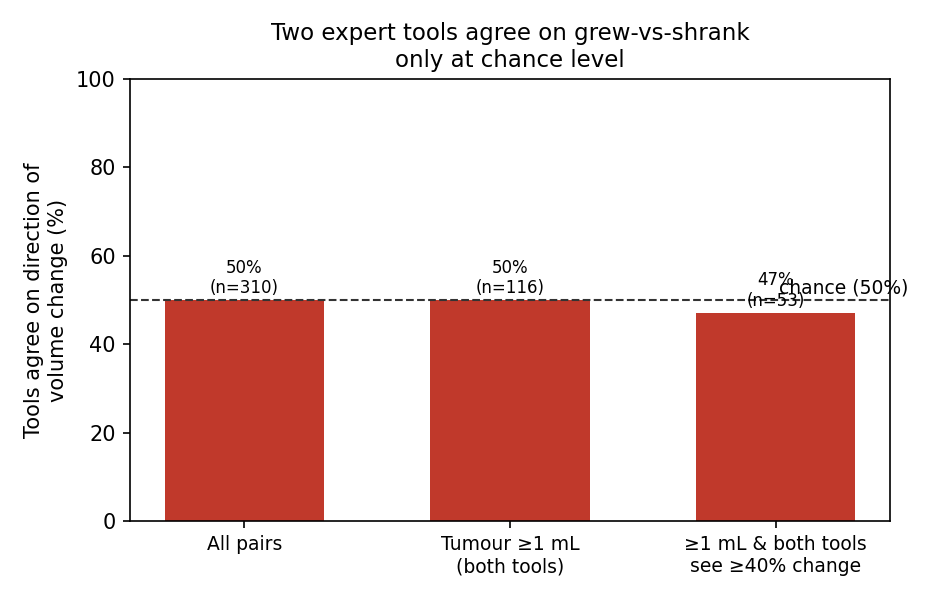 Two expert tools agree on grew-vs-shrank
only at chance level
Tools agree on direction of
volume change (%)
100
80
60
40
20
0
50%
(n=310)
50%
(n=116)
47%
(n=53)
chance (50%)
All pairs
Tumour ≥1 mL
(both tools)
≥1 mL & both tools
see ≥40% change